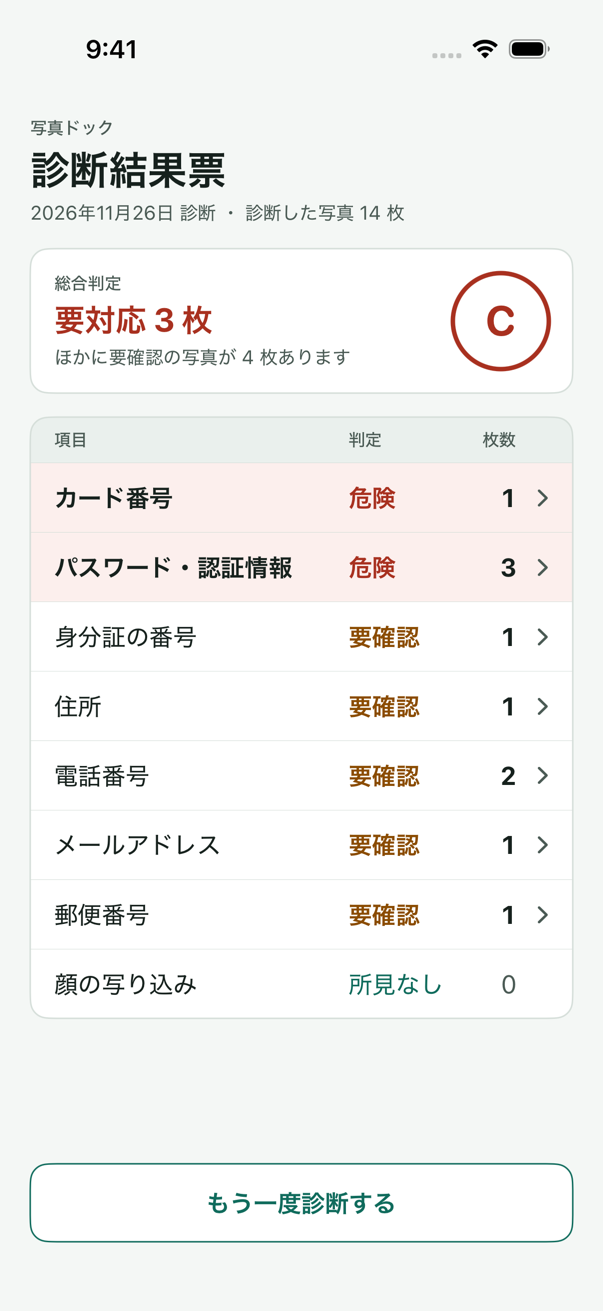 9:41
写真ドック
診断結果票
2026年11月26日 診断 ・ 診断した写真 14 枚
総合判定
要対応 3 枚
ほかに要確認の写真が 4 枚あります
C
項目 判定 枚数
カード番号 危険 1
パスワード・認証情報 危険 3
身分証の番号 要確認 1
住所 要確認 1
電話番号 要確認 2
メールアドレス 要確認 1
郵便番号 要確認 1
顔の写り込み 所見なし 0
もう一度診断する